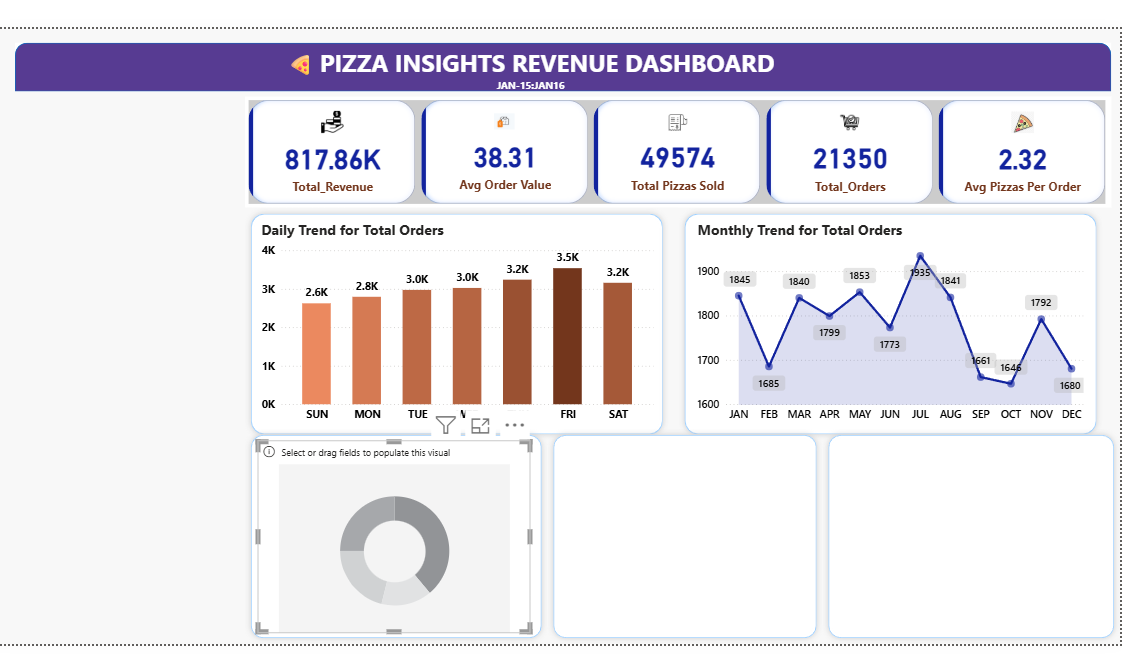 PIZZA INSIGHTS REVENUE DASHBOARD
JAN-15:JAN16
817.86K
Total_Revenue
38.31
Avg Order Value
49574
Total Pizzas Sold
21350
Total_Orders
2.32
Avg Pizzas Per Order
Daily Trend for Total Orders
4K
3K
2K
1K
0K
2.6K
2.8K
3.0K
3.0K
3.2K
3.5K
3.2K
SUN
MON
TUE
FRI
SAT
Monthly Trend for Total Orders
1900
1800
1700
1600
1845
1685
1840
1799
1853
1773
1935
1841
1661
1646
1792
1680
JAN
FEB
MAR
APR
MAY
JUN
JUL
AUG
SEP
OCT
NOV
DEC
Select or drag fields to populate this visual